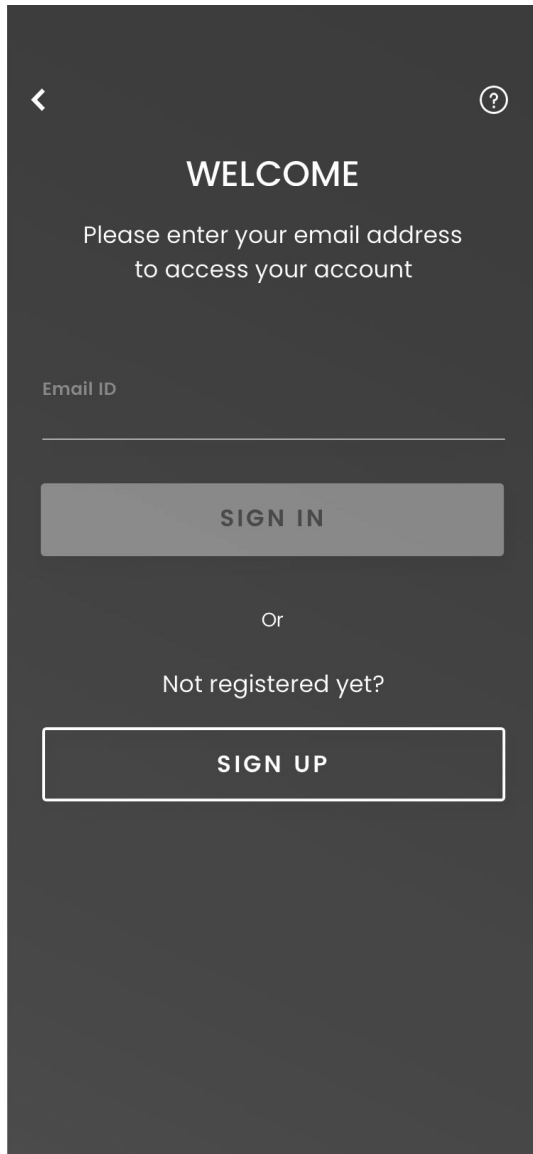 ?
WELCOME
Please enter your email address
to access your account
Email ID
SIGN IN
Or
Not registered yet?
SIGN UP